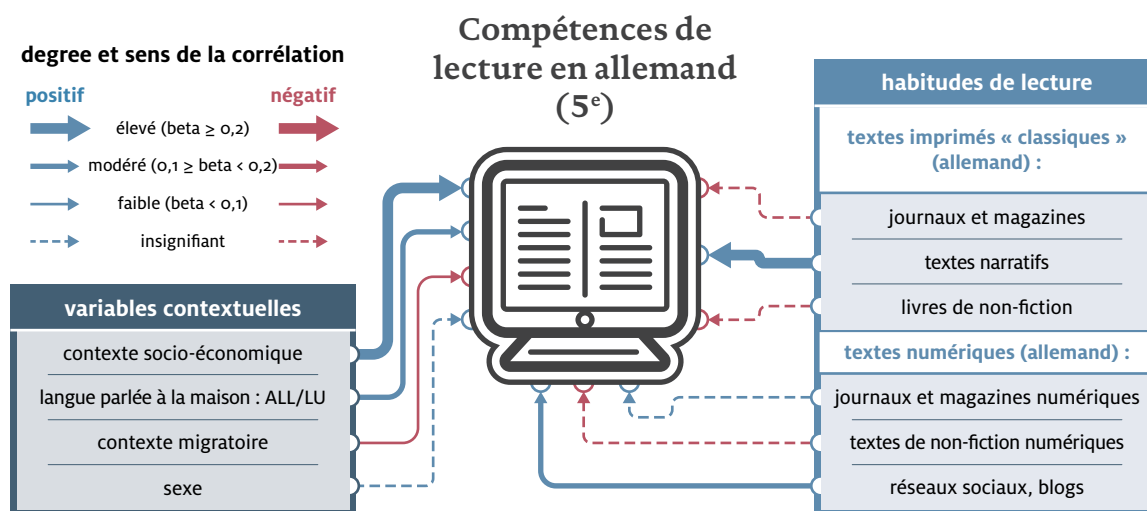 Compétences de
lecture en allemand
(5e)
degree et sens de la corrélation
positif négatif
élevé (beta ≥ 0,2)
modéré (0,1 ≥ beta < 0,2)
faible (beta < 0,1)
insignifiant
variables contextuelles
contexte socio-économique
langue parlée à la maison : ALL/LU
contexte migratoire
sexe
habitudes de lecture
textes imprimés « classiques »
(allemand) :
journaux et magazines
textes narratifs
livres de non-fiction
textes numériques (allemand) :
journaux et magazines numériques
textes de non-fiction numériques
réseaux sociaux, blogs